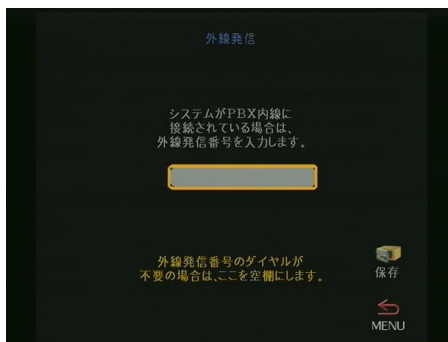 外線発信
システムがPBX内線に
接続されている場合は、
外線発信番号を入力します。
外線発信番号のダイヤルが
不要の場合は、ここを空欄にします。
保存
MENU